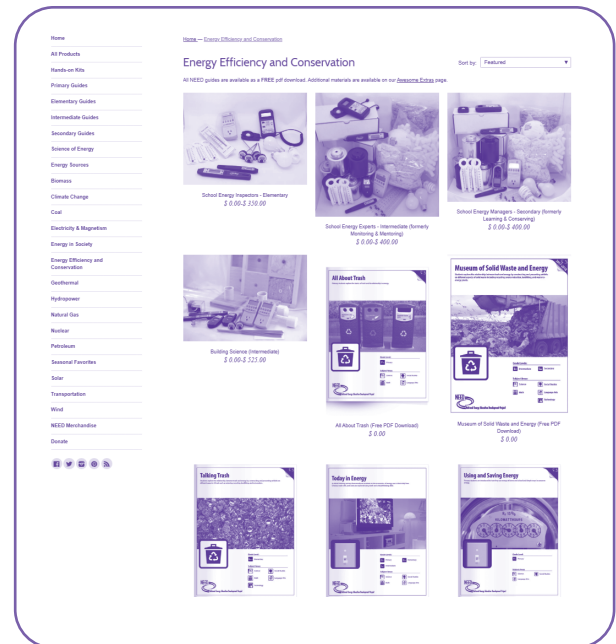 Home
All Products
Hands-on Kits
Primary Guides
Elementary Guides
Intermediate Guides
Secondary Guides
Science of Energy
Energy Sources
Biomass
Climate Change
Coal
Electricity & Magnetism
Energy in Society
Energy Efficiency and
Conservation
Geothermal
Hydropower
Natural Gas
Nuclear
Petroleum
Seasonal Favorites
Solar
Transportation
Wind
NEED Merchandise
Donate
Home — Energy Efficiency and Conservation
Energy Efficiency and Conservation
Sort by: Featured
All NEED guides are available as a FREE pdf download. Additional materials are available on our Awesome Extras page.
School Energy Inspectors - Elementary
$ 0.00-$ 350.00
School Energy Experts - Intermediate (formerly
Monitoring & Mentoring)
$ 0.00-$ 400.00
School Energy Managers - Secondary (formerly
Learning & Conserving)
$ 0.00-$ 400.00
Building Science (Intermediate)
$ 0.00-$ 325.00
All About Trash
All About Trash (Free PDF Download)
$ 0.00
Museum of Solid Waste and Energy
Museum of Solid Waste and Energy (Free PDF
Download)
$ 0.00
Talking Trash
Today in Energy
Using and Saving Energy